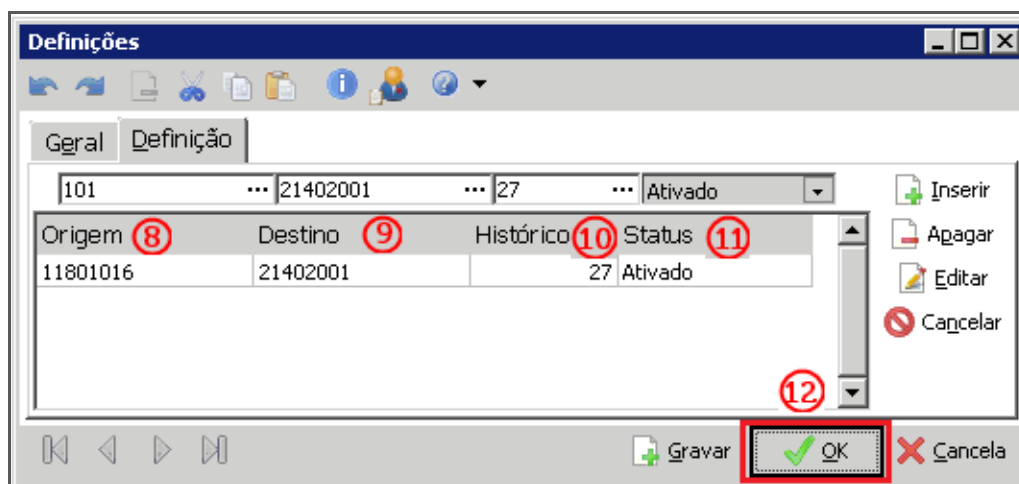 Definições
Geral Definição
101 ... 21402001 ... 27 ... Ativado Inserir
Origem 8 Destino 9 Histórico 10 Status 11 Apagar
11801016 21402001 27 Ativado Editar
Cancelar
12
Gravar OK Cancela